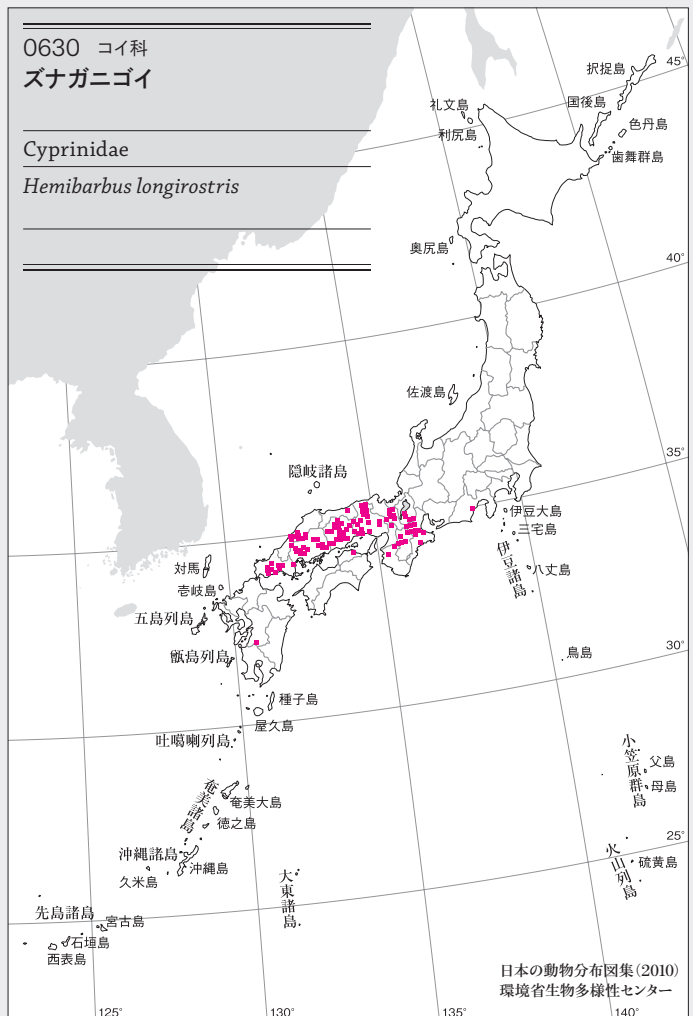 0630 コイ科
ズナガニゴイ
Cyprinidae
Hemibarbus longirostris
45°
択捉島
礼文島
国後島
色丹島
利尻島
歯舞群島
奥尻島
40°
佐渡島
35°
隠岐諸島
伊豆大島
三宅島
伊豆諸島
八丈島
対馬
壱岐島
五島列島
甑島列島
鳥島
30°
種子島
屋久島
吐噶喇列島
小笠原群島
父島
母島
奄美諸島
奄美大島
徳之島
25°
沖縄諸島
沖縄島
久米島
大東諸島
火山列島
硫黄島
先島諸島
宮古島
石垣島
西表島
日本の動物分布図集(2010)
環境省生物多様性センター
125°
130°
135°
140°